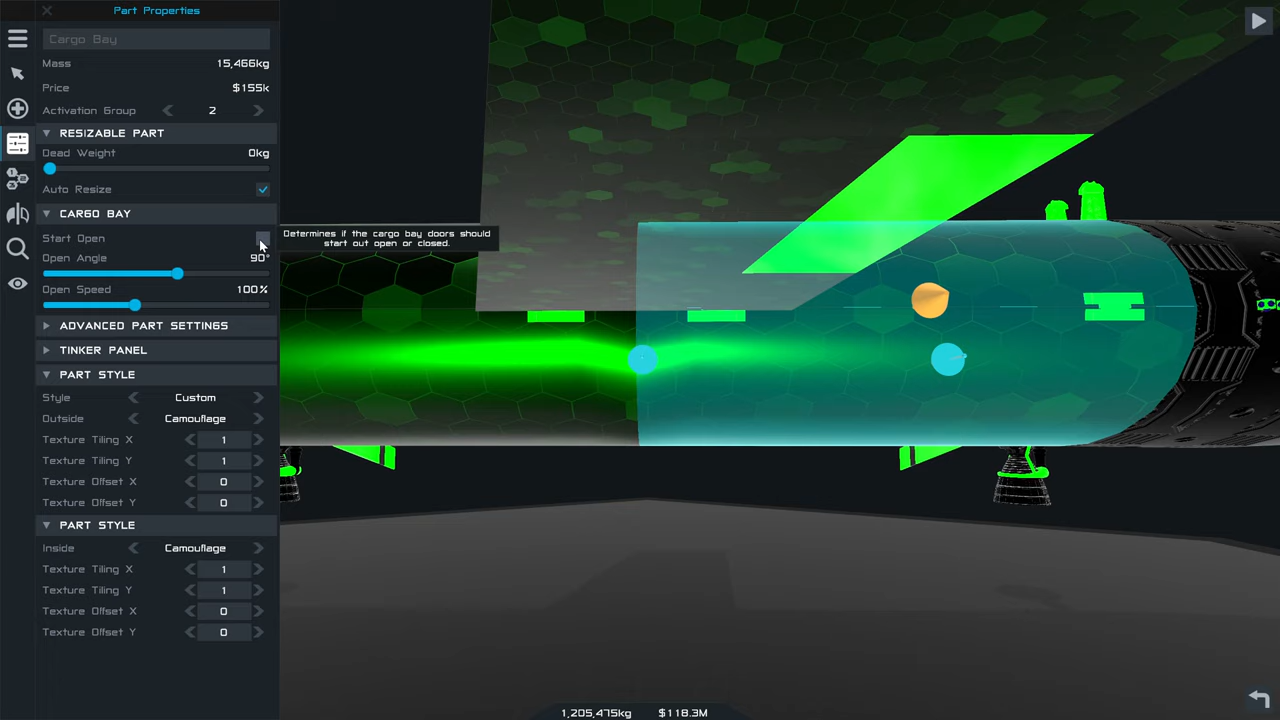 Part Properties
Cargo Bay
Mass 15,466kg
Price $155k
Activation Group 2
RESIZABLE PART
Dead Weight 0kg
Auto Resize
CARGO BAY
Start Open
Determines if the cargo bay doors should
start out open or closed.
Open Angle 90°
Open Speed 100%
ADVANCED PART SETTINGS
TINKER PANEL
PART STYLE
Style Custom
Outside Camouflage
Texture Tiling X 1
Texture Tiling Y 1
Texture Offset X 0
Texture Offset Y 0
PART STYLE
Inside Camouflage
Texture Tiling X 1
Texture Tiling Y 1
Texture Offset X 0
Texture Offset Y 0
1,205,475kg $118.3M